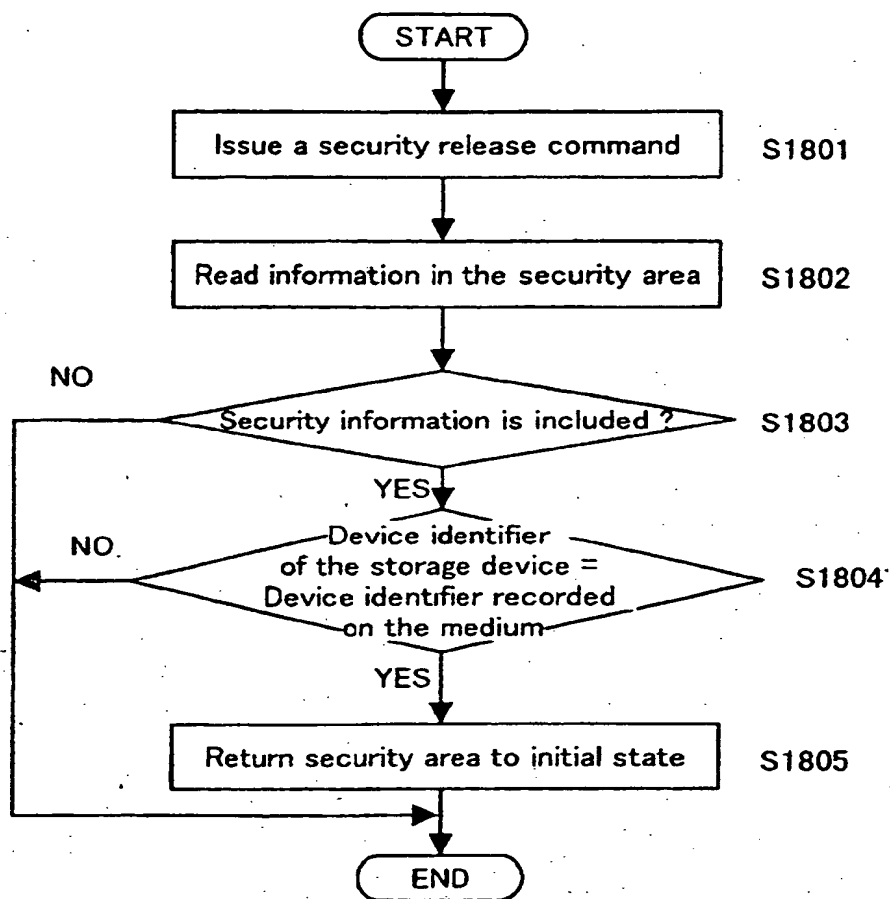 START
Issue a security release command S1801
Read information in the security area S1802
NO
Security information is included ? S1803
YES
NO
Device identifier
of the storage device =
Device identifier recorded
on the medium
S1804
YES
Return security area to initial state S1805
END